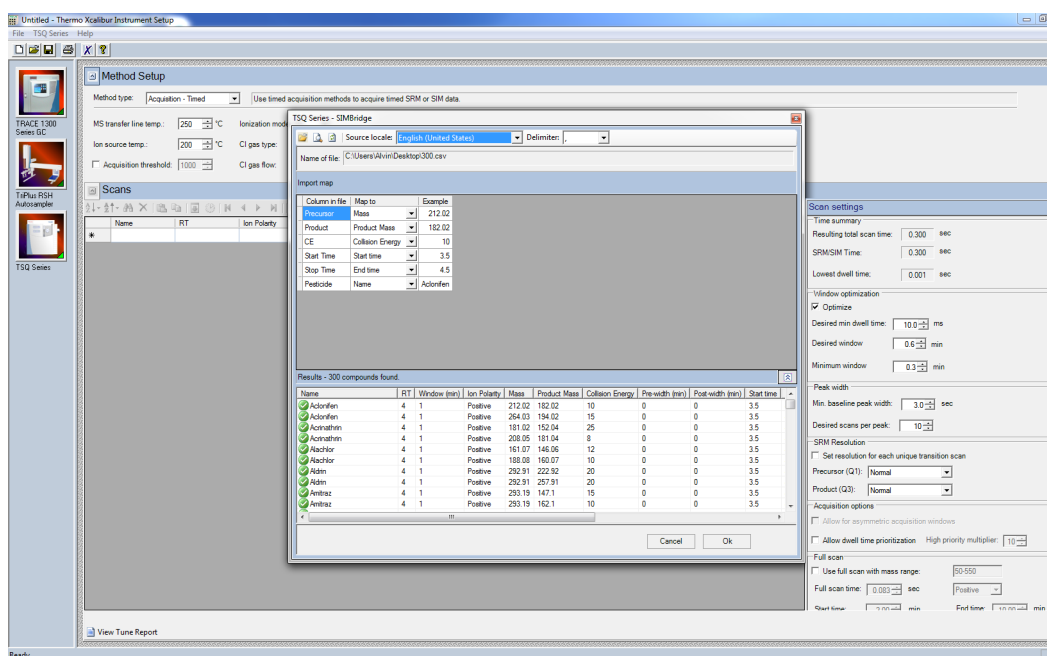 Untitled - Thermo Xcalibur Instrument Setup
File TSQ Series Help
TRACE 1300
Series GC
TriPlus RSH
Autosampler
TSQ Series
Method Setup
Method type: Acquisition - Timed Use timed acquisition methods to acquire timed SRM or SIM data.
MS transfer line temp.: 250 °C Ionization mode
Ion source temp.: 200 °C CI gas type:
Acquisition threshold: 1000 CI gas flow:
Scans
Name RT Ion Polarity
TSQ Series - SIMBridge
Source locale: English (United States) Delimiter: ,
Name of file: C:\Users\Alvin\Desktop\300.csv
Import map
Column in file Map to Example
Precursor Mass 212.02
Product Product Mass 182.02
CE Collision Energy 10
Start Time Start time 3.5
Stop Time End time 4.5
Pesticide Name Aclonifen
Results - 300 compounds found.
Name RT Window (min) Ion Polarity Mass Product Mass Collision Energy Pre-width (min) Post-width (min) Start time
Aclonifen 4 1 Positive 212.02 182.02 10 0 0 3.5
Aclonifen 4 1 Positive 264.03 194.02 15 0 0 3.5
Acrinathrin 4 1 Positive 181.02 152.04 25 0 0 3.5
Acrinathrin 4 1 Positive 208.05 181.04 8 0 0 3.5
Alachlor 4 1 Positive 161.07 146.06 12 0 0 3.5
Alachlor 4 1 Positive 188.08 160.07 10 0 0 3.5
Aldrin 4 1 Positive 292.91 222.92 20 0 0 3.5
Aldrin 4 1 Positive 292.91 257.91 20 0 0 3.5
Amitraz 4 1 Positive 293.19 147.1 15 0 0 3.5
Amitraz 4 1 Positive 293.19 162.1 10 0 0 3.5
Cancel Ok
Scan settings
Time summary
Resulting total scan time: 0.300 sec
SRM/SIM Time: 0.300 sec
Lowest dwell time: 0.001 sec
Window optimization
Optimize
Desired min dwell time: 10.0 ms
Desired window 0.6 min
Minimum window 0.3 min
Peak width
Min. baseline peak width: 3.0 sec
Desired scans per peak: 10
SRM Resolution
Set resolution for each unique transition scan
Precursor (Q1): Normal
Product (Q3): Normal
Acquisition options
Allow for asymmetric acquisition windows
Allow dwell time prioritization High priority multiplier: 10
Full scan
Use full scan with mass range: 50-550
Full scan time: 0.083 sec Positive
Start time: 3.00 min End time: 10.00 min
View Tune Report
Ready